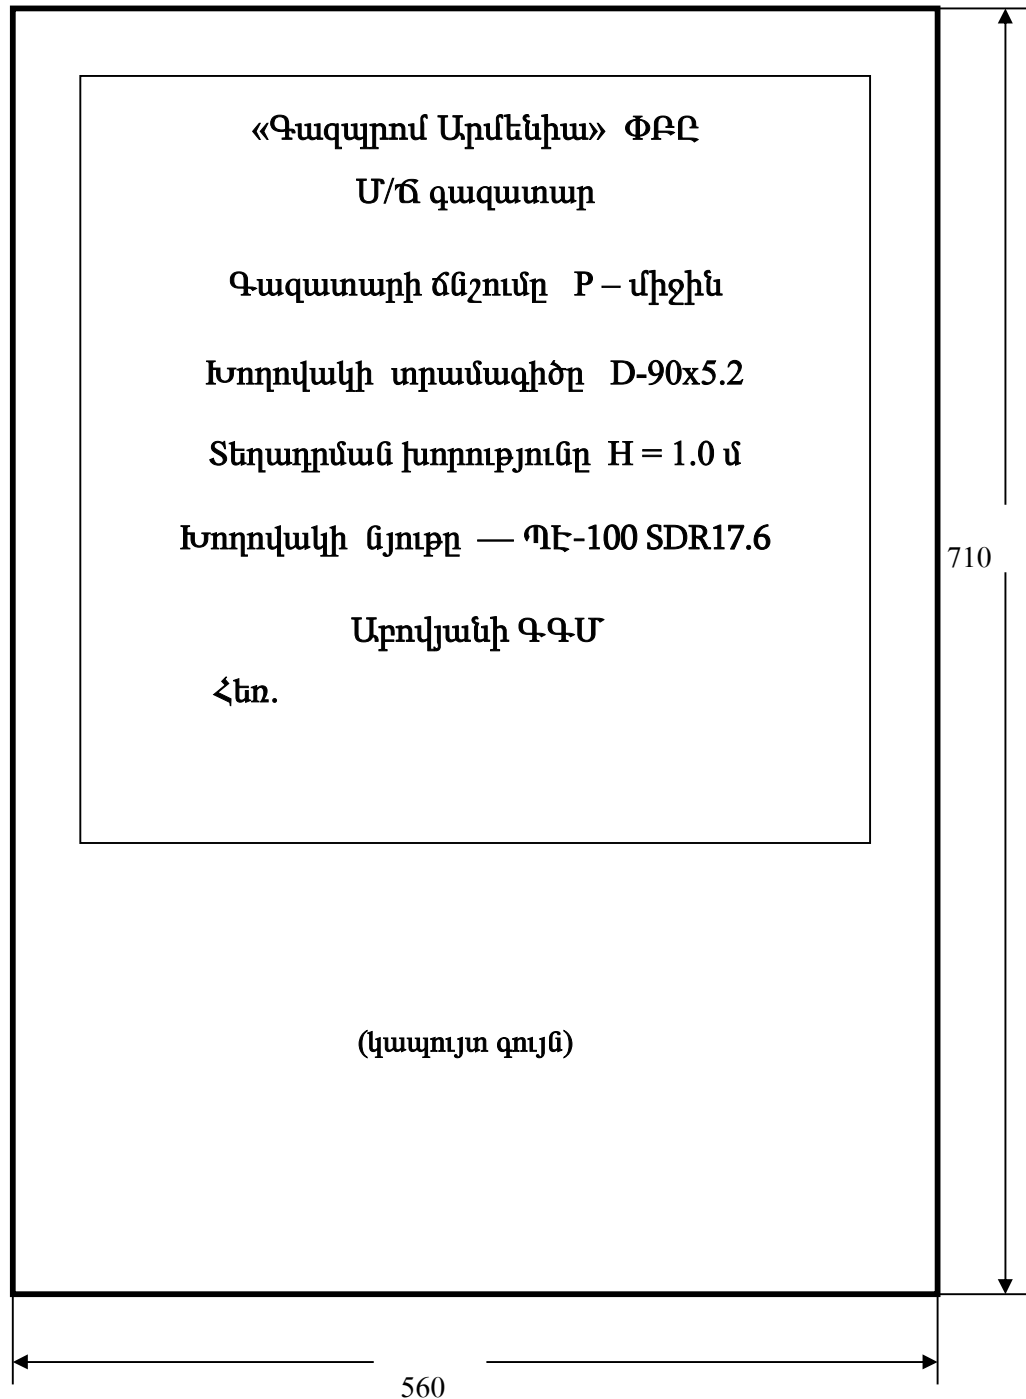 «Գազպրոմ Արմենիա» ՓԲԸ
Մ/Ճ գազատար
Գազատարի ճնշումը P – միջին
Խողովակի տրամագիծը D-90x5.2
Տեղադրման խորությունը H = 1.0 մ
Խողովակի նյութը — ՊԷ-100 SDR17.6
710
Աբովյանի ԳԳՄ
Հեռ.
(կապույտ գույն)
560